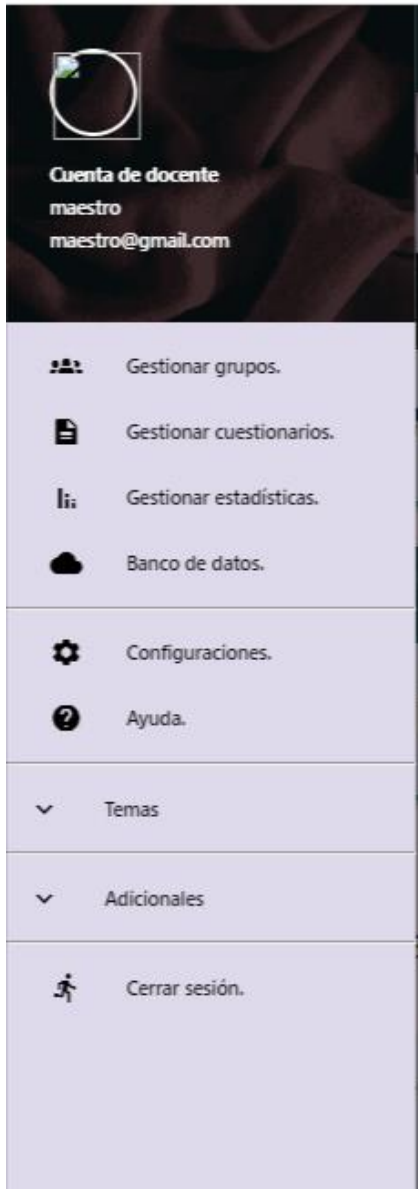 Cuenta de docente
maestro
maestro@gmail.com
Gestionar grupos.
Gestionar cuestionarios.
Gestionar estadísticas.
Banco de datos.
Configuraciones.
Ayuda.
Temas
Adicionales
Cerrar sesión.